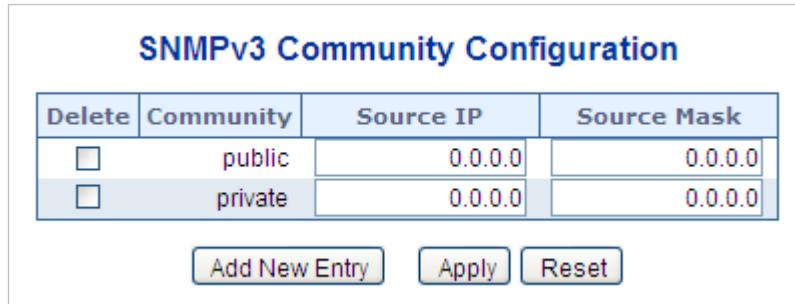 SNMPv3 Community Configuration
Delete Community Source IP Source Mask
public 0.0.0.0 0.0.0.0
private 0.0.0.0 0.0.0.0
Add New Entry Apply Reset